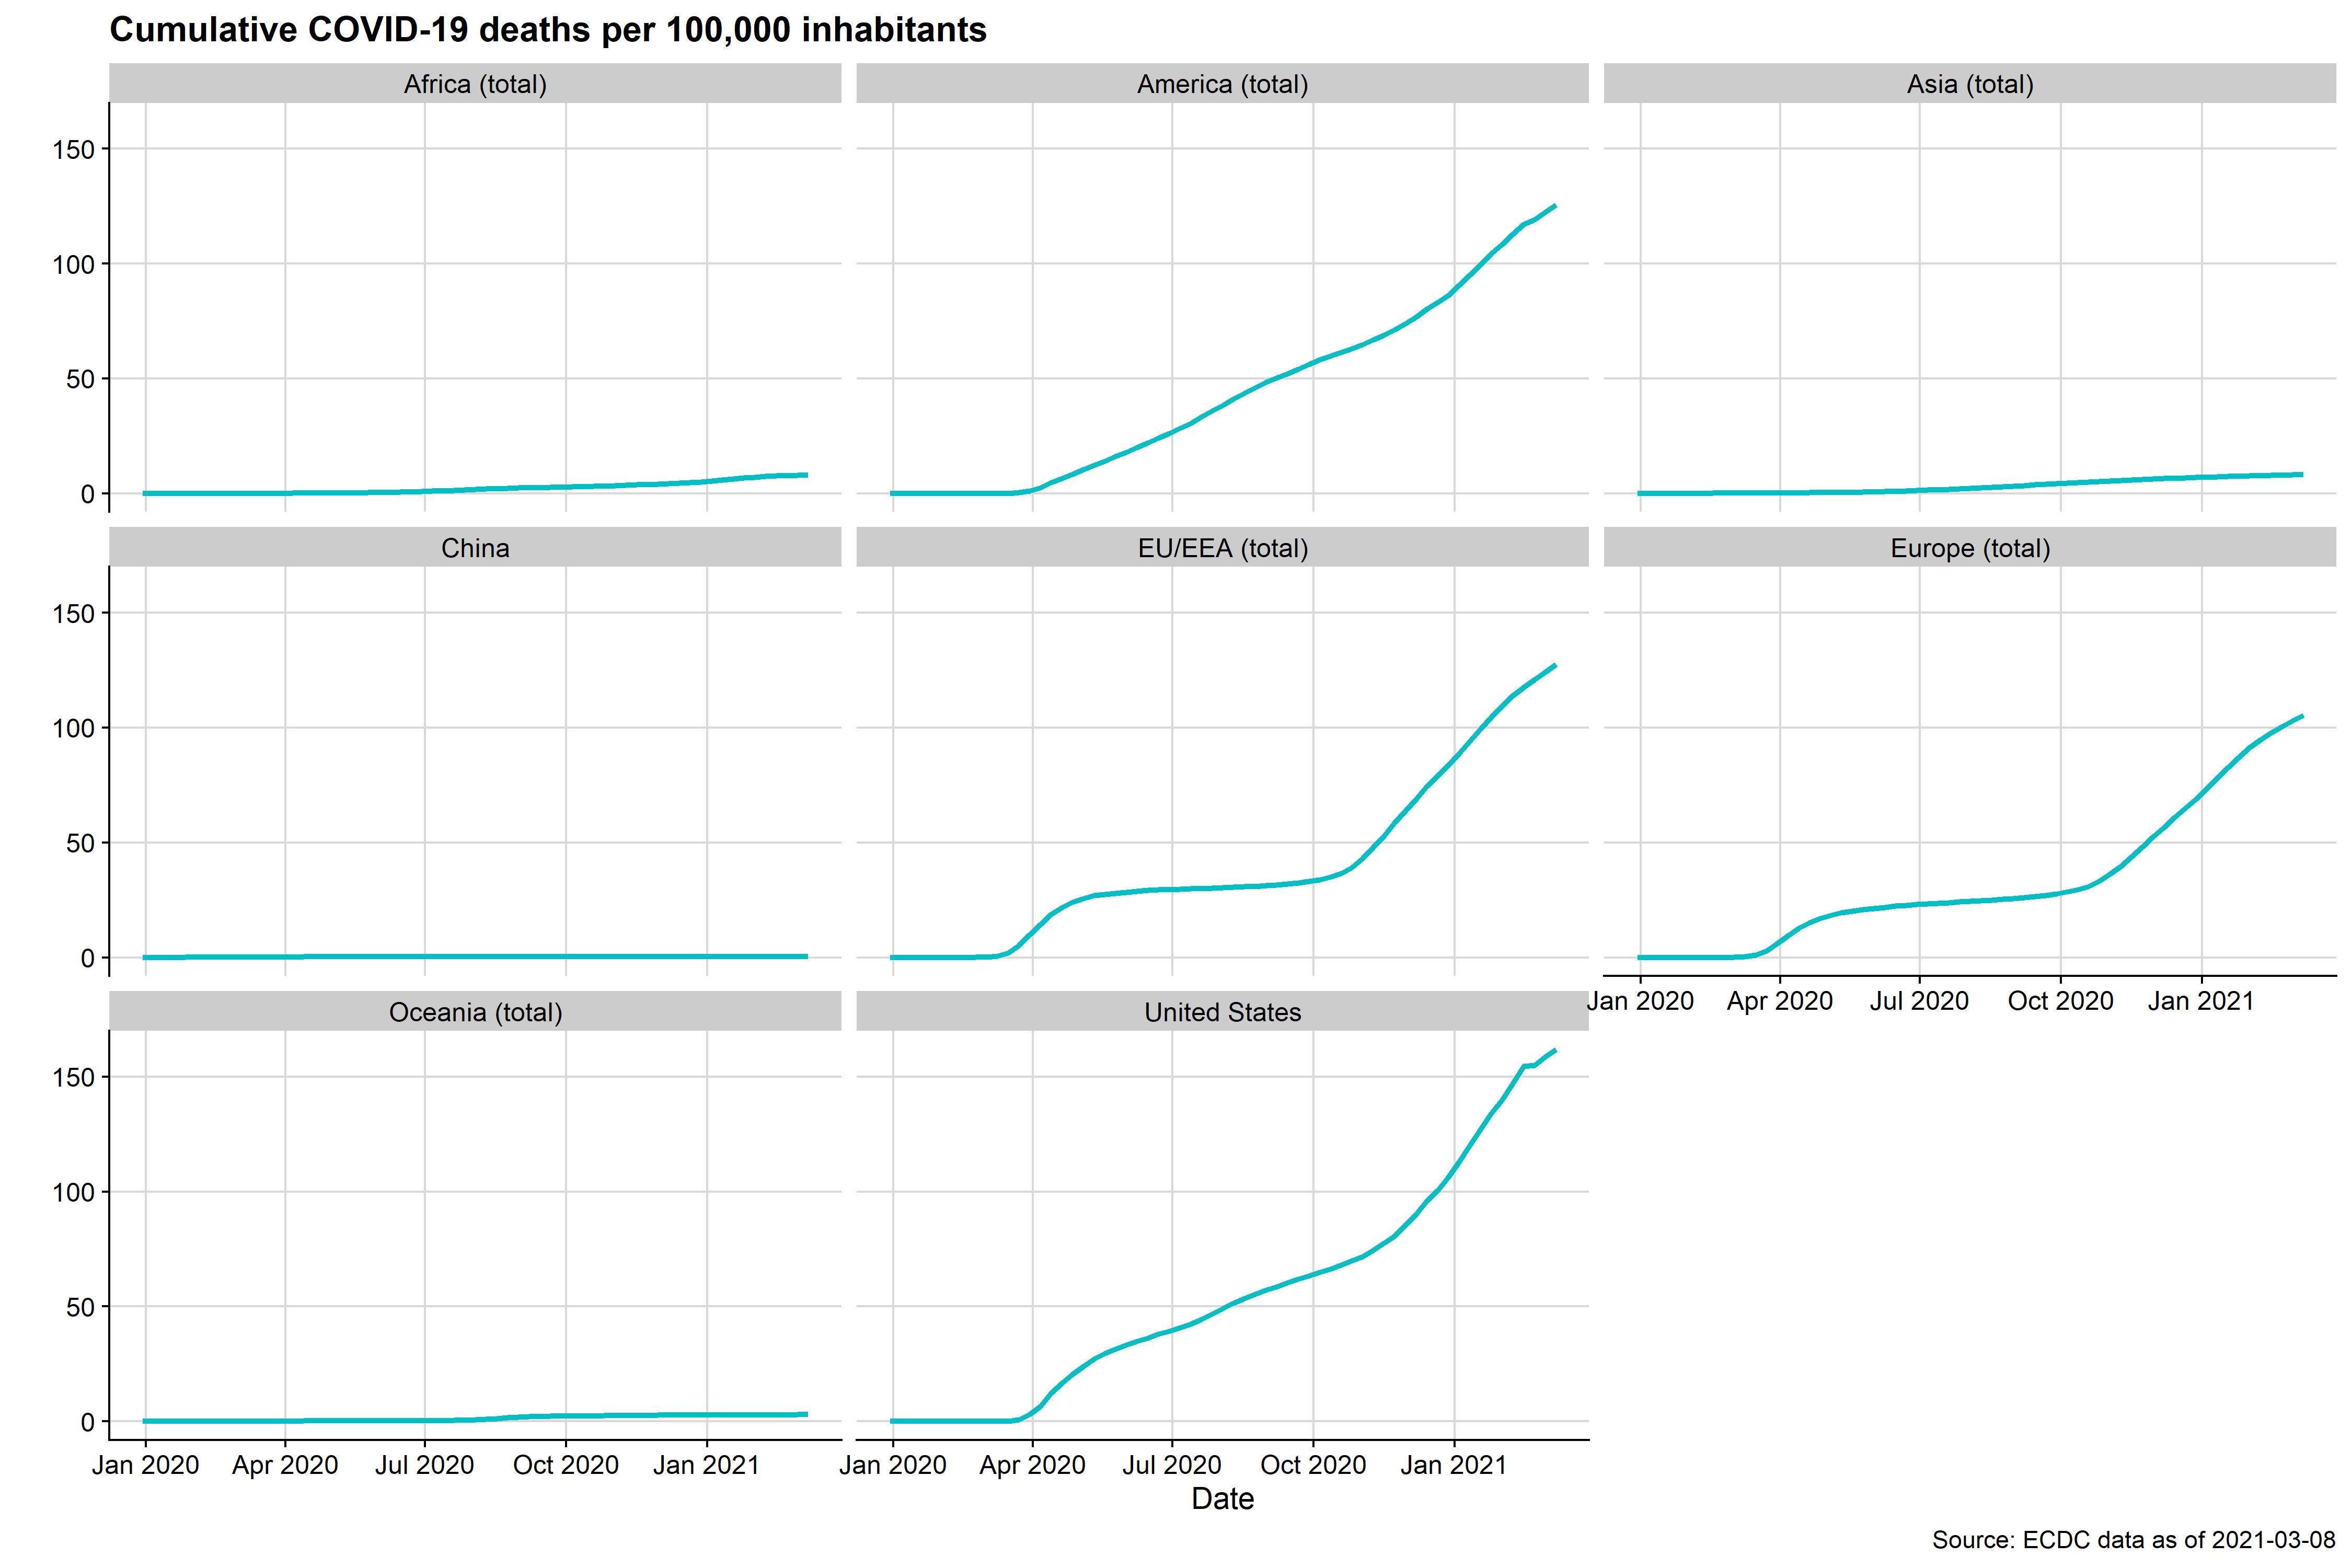 Cumulative COVID-19 deaths per 100,000 inhabitants
Africa (total)
America (total)
Asia (total)
150
100
50
0
China
EU/EEA (total)
Europe (total)
150
100
50
0
Jan 2020 Apr 2020 Jul 2020 Oct 2020 Jan 2021
Oceania (total)
United States
150
100
50
0
Jan 2020 Apr 2020 Jul 2020 Oct 2020 Jan 2021
Jan 2020 Apr 2020 Jul 2020 Oct 2020 Jan 2021
Date
Source: ECDC data as of 2021-03-08